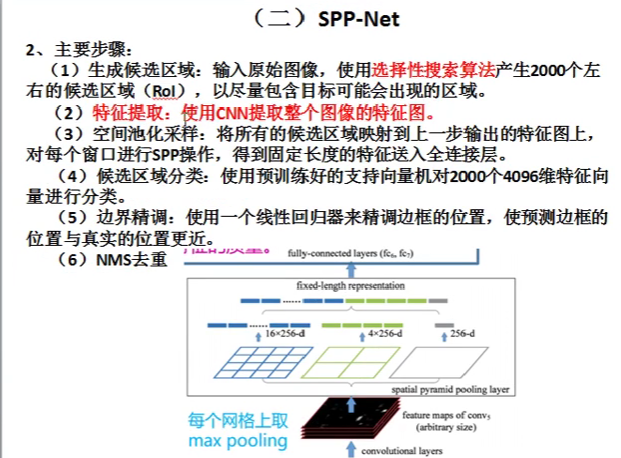 （二）SPP-Net
2、主要步骤：
（1）生成候选区域：输入原始图像，使用选择性搜索算法产生2000个左
右的候选区域（RoI），以尽量包含目标可能会出现的区域。
（2）特征提取：使用CNN提取整个图像的特征图。
（3）空间池化采样：将所有的候选区域映射到上一步输出的特征图上，
对每个窗口进行SPP操作，得到固定长度的特征送入全连接层。
（4）候选区域分类：使用预训练好的支持向量机对2000个4096维特征向
量进行分类。
（5）边界精调：使用一个线性回归器来精调边框的位置，使预测边框的
位置与真实的位置更近。
（6）NMS去重
fully-connected layers (fc₆, fc₇)
fixed-length representation
16×256-d
4×256-d
256-d
spatial pyramid pooling layer
每个网格上取
max pooling
feature maps of conv₅
(arbitrary size)
convolutional layers